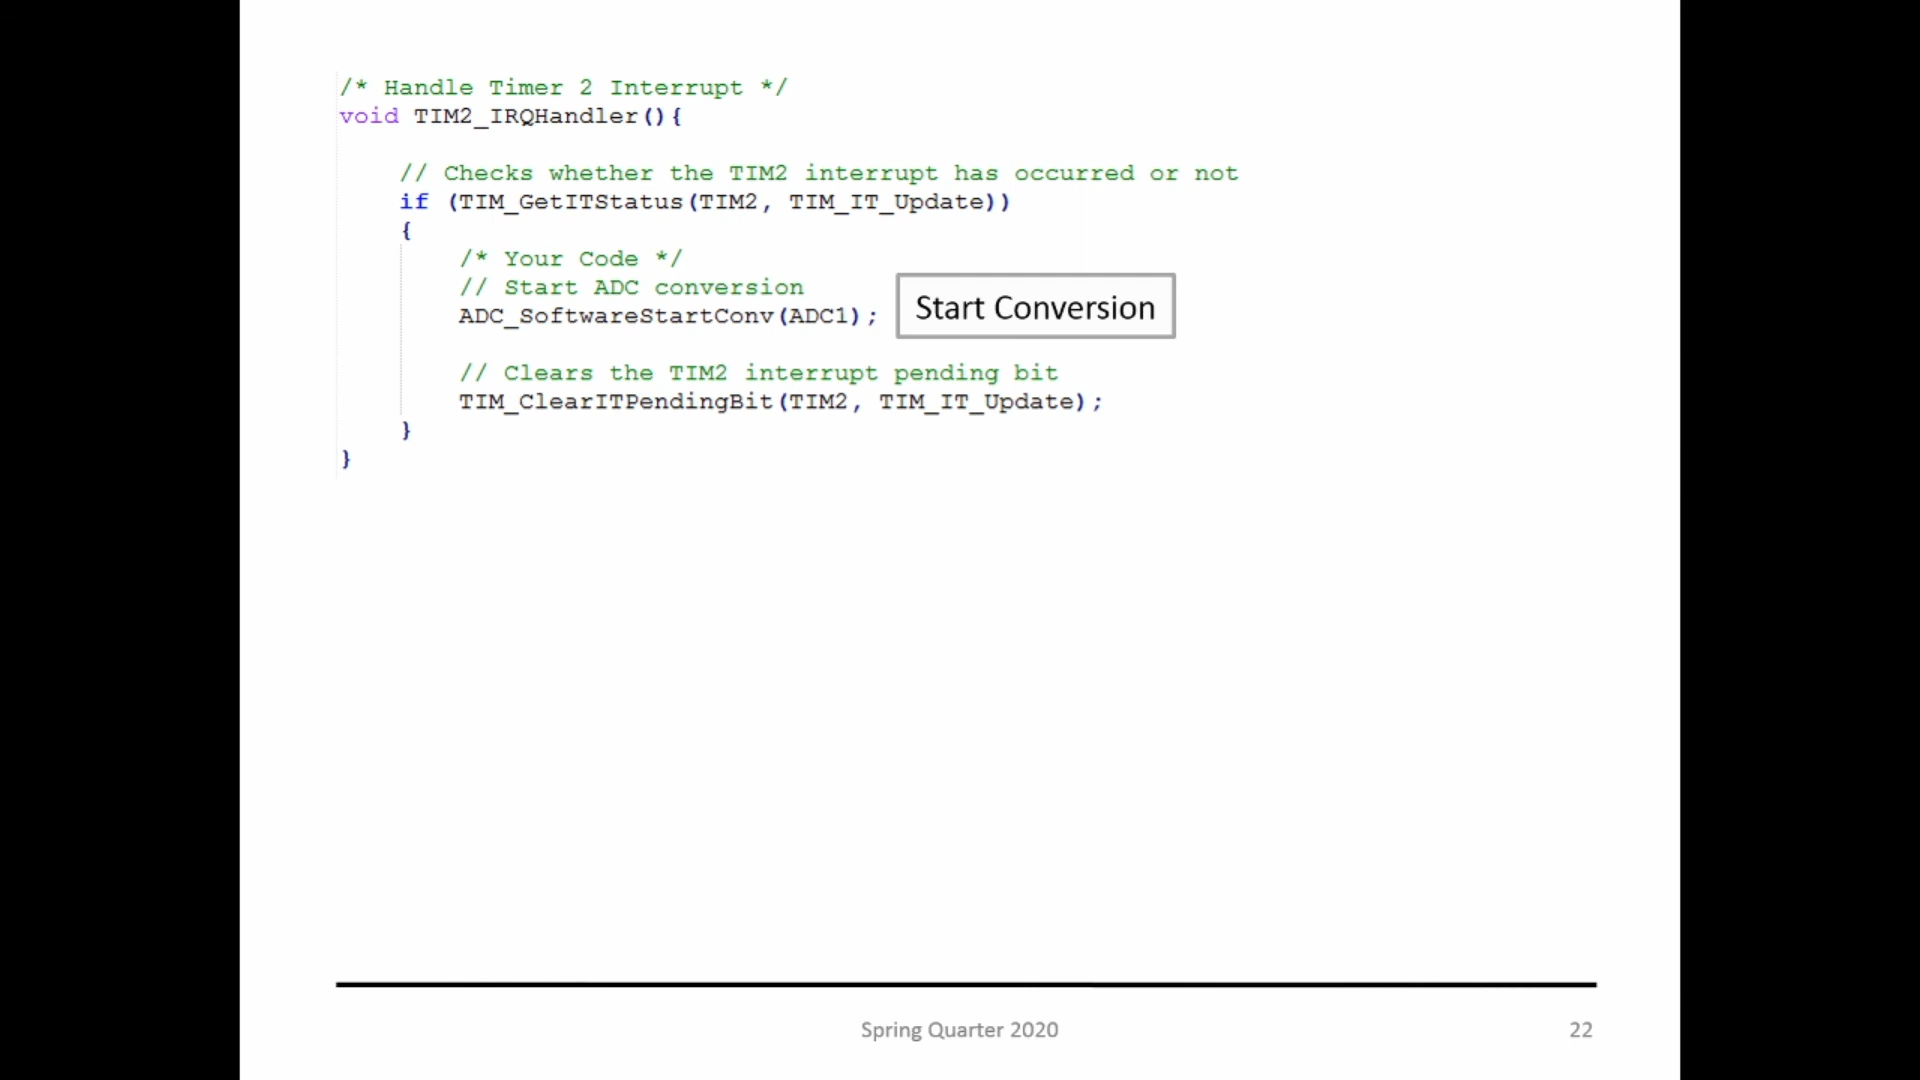 /* Handle Timer 2 Interrupt */
void TIM2_IRQHandler(){
// Checks whether the TIM2 interrupt has occurred or not
if (TIM_GetITStatus(TIM2, TIM_IT_Update))
{
/* Your Code */
// Start ADC conversion
ADC_SoftwareStartConv(ADC1);
Start Conversion
// Clears the TIM2 interrupt pending bit
TIM_ClearITPendingBit(TIM2, TIM_IT_Update);
}
}
Spring Quarter 2020
22